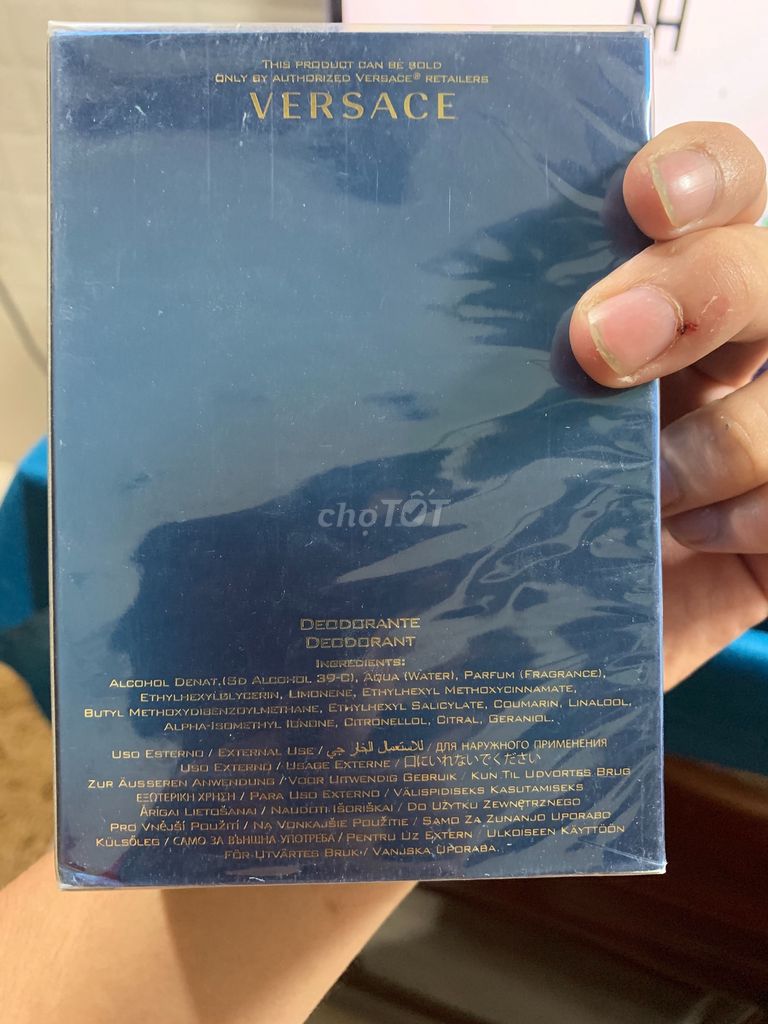 AH
THIS PRODUCT CAN BE SOLD
ONLY BY AUTHORIZED VERSACE® RETAILERS
VERSACE
chợTỐT
DEODORANTE
DEODORANT
INGREDIENTS:
ALCOHOL DENAT.(SD ALCOHOL 39-C), AQUA (WATER), PARFUM (FRAGRANCE),
ETHYLHEXYLGLYCERIN, LIMONENE, ETHYLHEXYL METHOXYCINNAMATE,
BUTYL METHOXYDIBENZOYLMETHANE, ETHYLHEXYL SALICYLATE, COUMARIN, LINALOOL,
ALPHA-ISOMETHYL IONONE, CITRONELLOL, CITRAL, GERANIOL.
USO ESTERNO / EXTERNAL USE / للاستعمال الخارجي / ДЛЯ НАРУЖНОГО ПРИМЕНЕНИЯ
USO EXTERNO / USAGE EXTERNE / 口にいれないでください
ZUR ÄUSSEREN ANWENDUNG / VOOR UITWENDIG GEBRUIK / KUN TIL UDVORTES BRUG
ΕΞΩΤΕΡΙΚΗ ΧΡΗΣΗ / PARA USO EXTERNO / VÄLISPIDISEKS KASUTAMISEKS
ĀRĪGAI LIETOŠANAI / NAUDOTI IŠORIŠKAI / DO UŻYTKU ZEWNĘTRZNEGO
PRO VNĚJŠÍ POUŽITÍ / NA VONKAJŠIE POUŽITIE / SAMO ZA ZUNANJO UPORABO
KÜLSŐLEG / САМО ЗА ВЪНШНА УПОТРЕБА / PENTRU UZ EXTERN / ULKOISEEN KÄYTTÖÖN
FÖR UTVÄRTES BRUK / VANJSKA UPORABA.